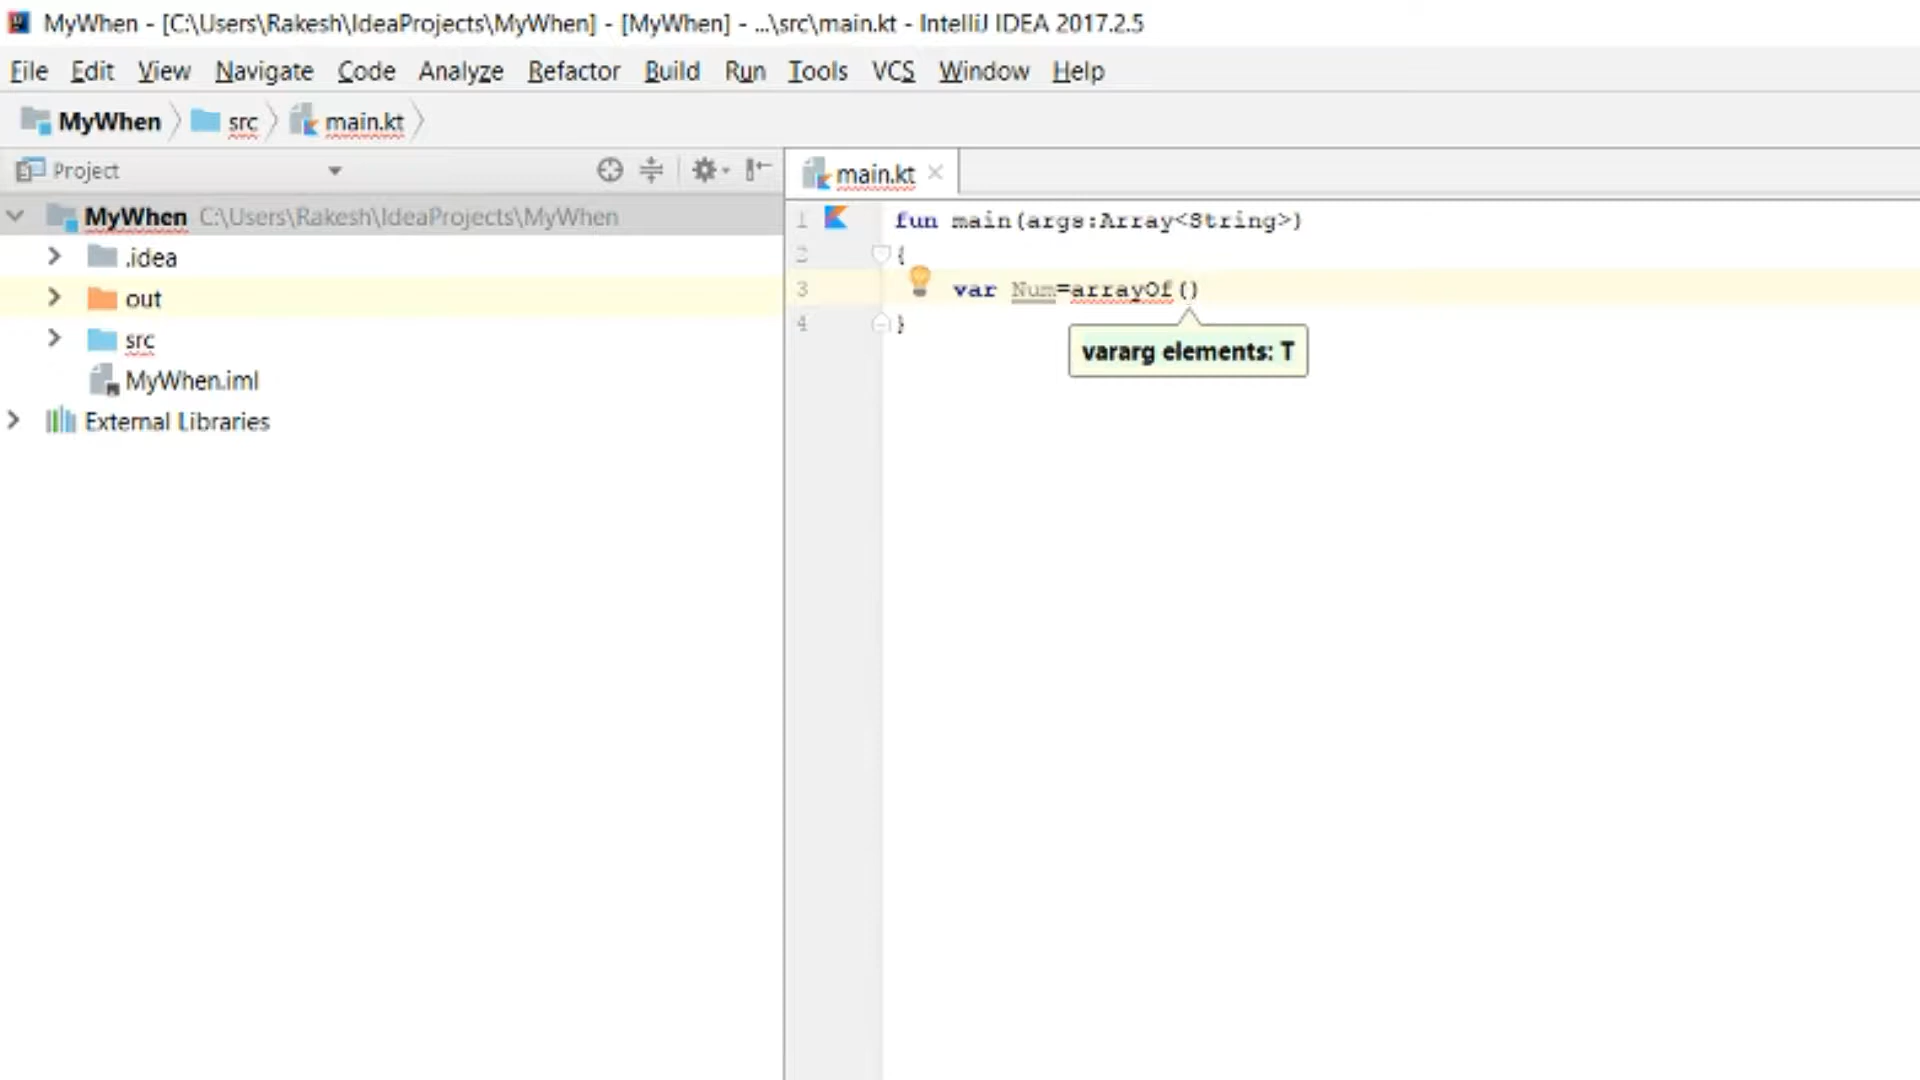 MyWhen - [C:\Users\Rakesh\IdeaProjects\MyWhen] - [MyWhen] - ...\src\main.kt - IntelliJ IDEA 2017.2.5
File Edit View Navigate Code Analyze Refactor Build Run Tools VCS Window Help
MyWhen src main.kt
Project
MyWhen C:\Users\Rakesh\IdeaProjects\MyWhen
.idea
out
src
MyWhen.iml
External Libraries
main.kt
1 fun main(args:Array<String>)
2 {
3 var Num=arrayOf()
4 }
vararg elements: T